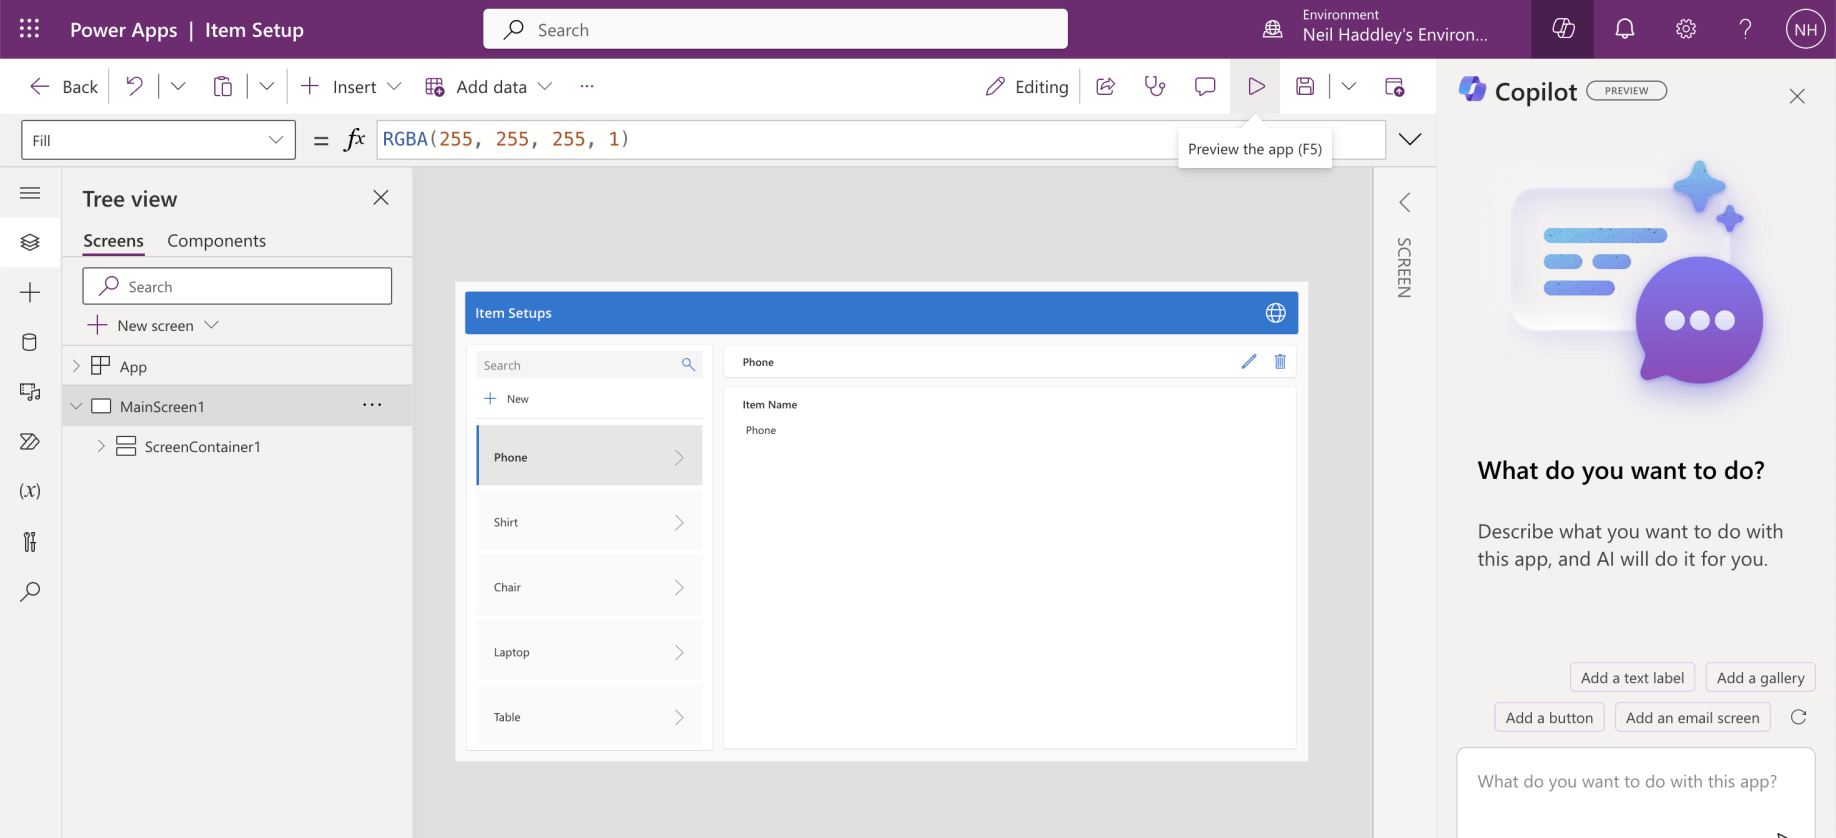 Power Apps | Item Setup
Search
Environment
Neil Haddley's Environ...
NH
Back
Insert
Add data
...
Editing
Copilot
PREVIEW
Fill
= fx
RGBA(255, 255, 255, 1)
Preview the app (F5)
Tree view
Screens
Components
Search
New screen
App
MainScreen1
...
ScreenContainer1
(x)
Item Setups
Search
New
Phone
Shirt
Chair
Laptop
Table
Phone
Item Name
Phone
SCREEN
What do you want to do?
Describe what you want to do with
this app, and AI will do it for you.
Add a text label
Add a gallery
Add a button
Add an email screen
What do you want to do with this app?